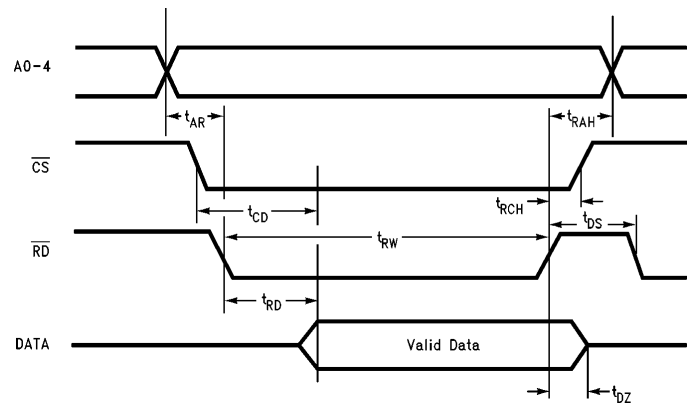 A0-4
tAR
tRAH
CS
tCD
tRCH
tDS
tRW
RD
tRD
DATA
Valid Data
tDZ